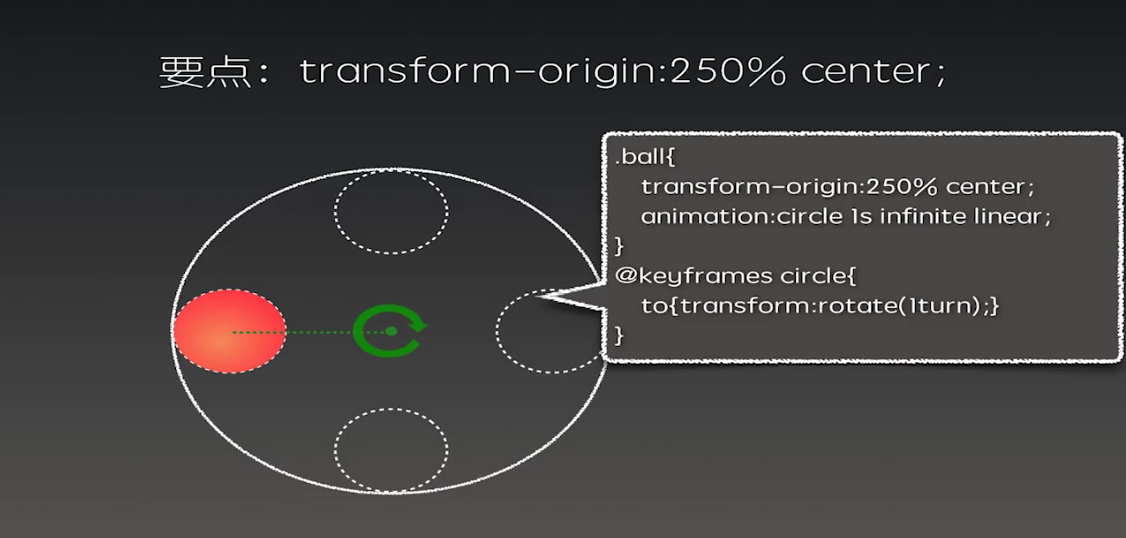 要点：transform-origin:250% center;
.ball{
transform-origin:250% center;
animation:circle 1s infinite linear;
}
@keyframes circle{
to{transform:rotate(1turn);}
}